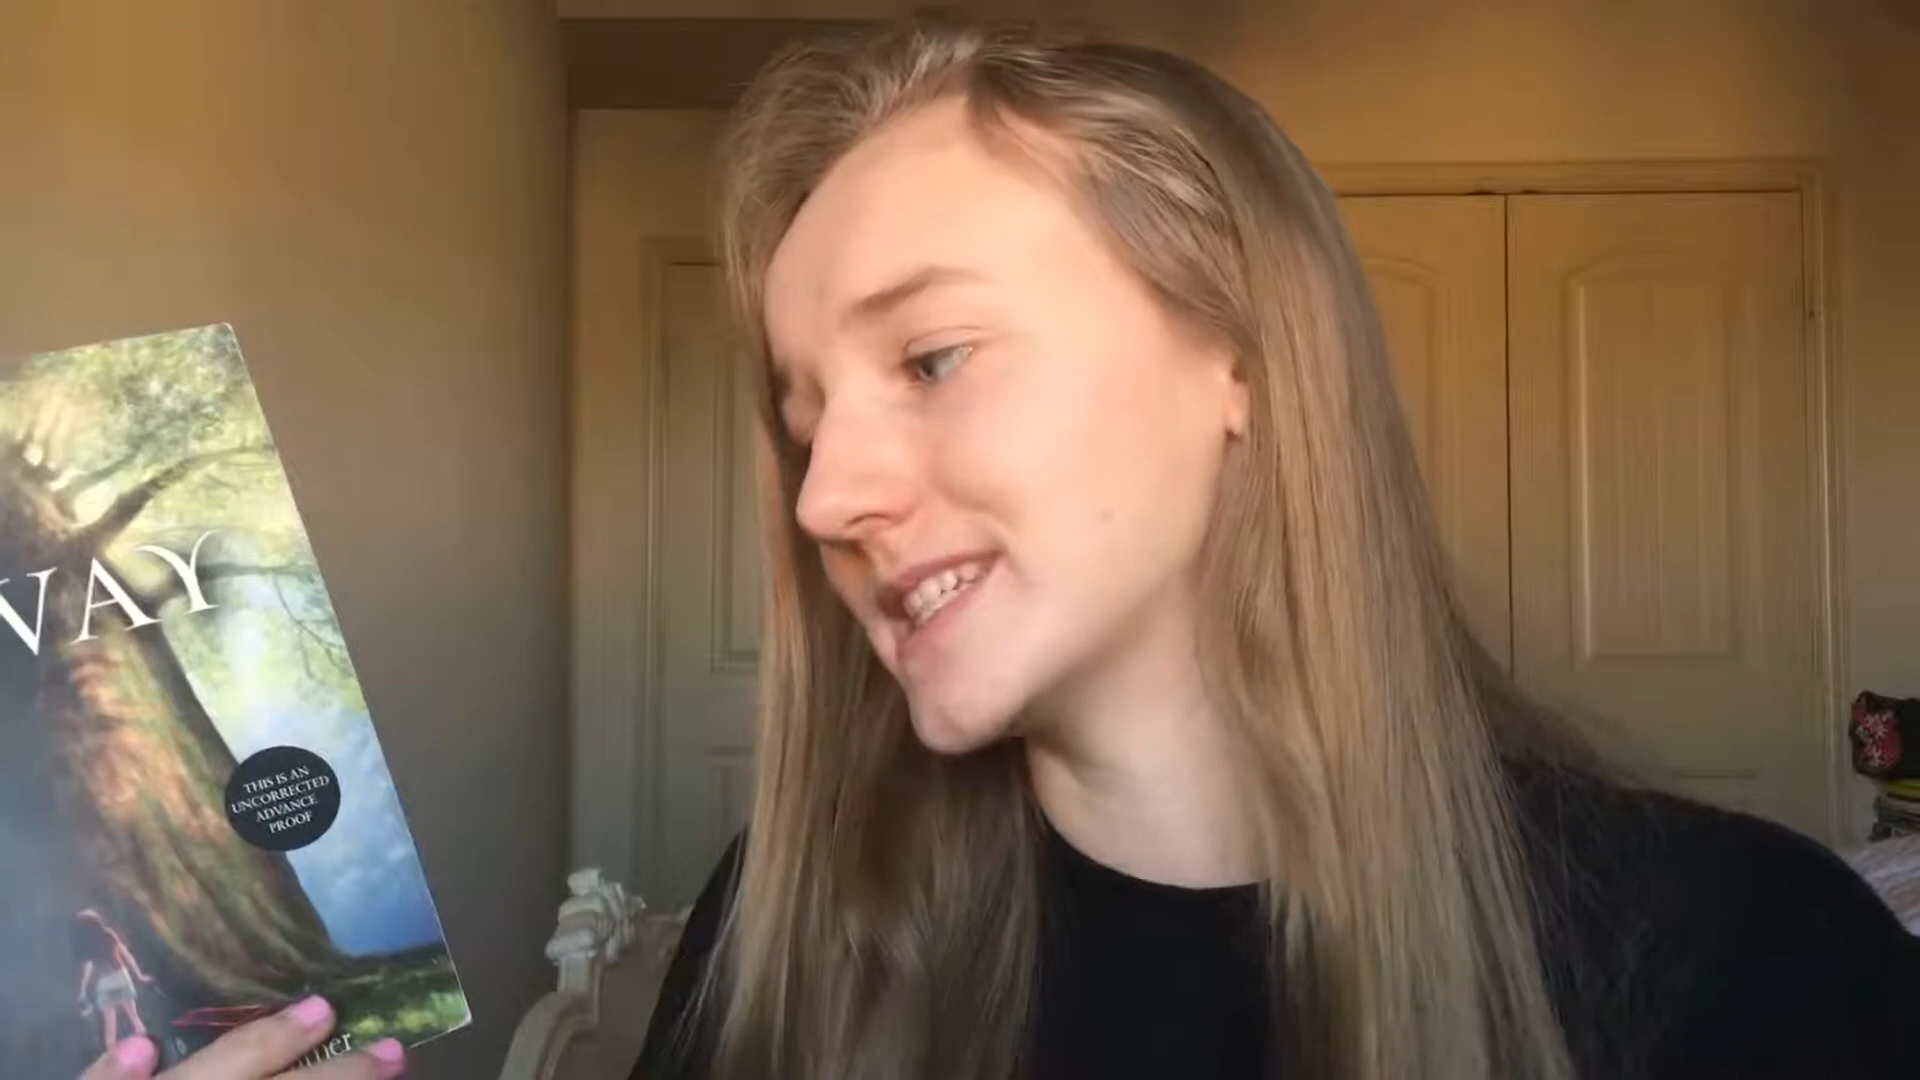 VAY
THIS IS AN
UNCORRECTED
ADVANCE
PROOF